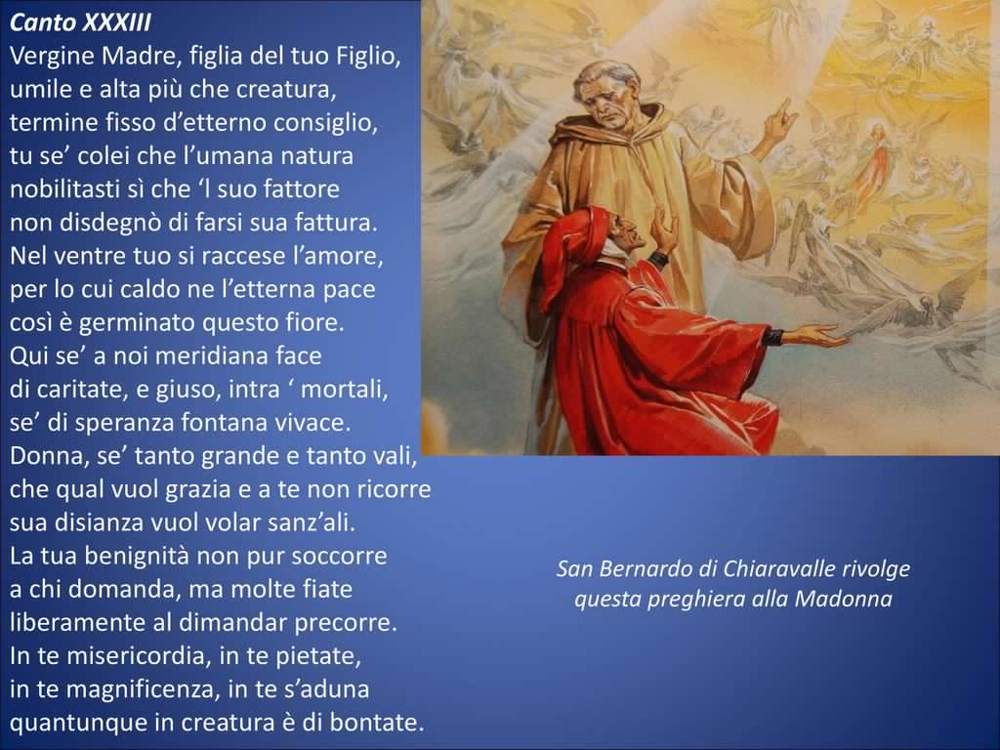 Canto XXXIII
Vergine Madre, figlia del tuo Figlio,
umile e alta più che creatura,
termine fisso d’etterno consiglio,
tu se’ colei che l’umana natura
nobilitasti sì che ‘l suo fattore
non disdegnò di farsi sua fattura.
Nel ventre tuo si raccese l’amore,
per lo cui caldo ne l’etterna pace
così è germinato questo fiore.
Qui se’ a noi meridiana face
di caritate, e giuso, intra ‘ mortali,
se’ di speranza fontana vivace.
Donna, se’ tanto grande e tanto vali,
che qual vuol grazia e a te non ricorre
sua disianza vuol volar sanz’ali.
La tua benignità non pur soccorre
a chi domanda, ma molte fiate
liberamente al dimandar precorre.
In te misericordia, in te pietate,
in te magnificenza, in te s’aduna
quantunque in creatura è di bontate.
San Bernardo di Chiaravalle rivolge
questa preghiera alla Madonna